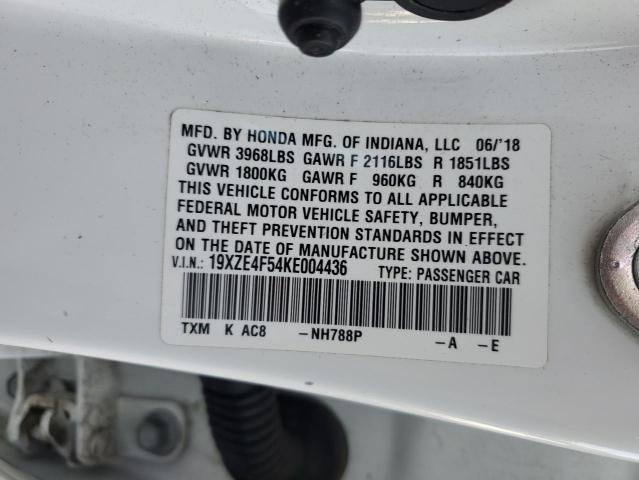 MFD. BY HONDA MFG. OF INDIANA, LLC 06/'18
GVWR 3968LBS GAWR F 2116LBS R 1851LBS
GVWR 1800KG GAWR F 960KG R 840KG
THIS VEHICLE CONFORMS TO ALL APPLICABLE
FEDERAL MOTOR VEHICLE SAFETY, BUMPER,
AND THEFT PREVENTION STANDARDS IN EFFECT
ON THE DATE OF MANUFACTURE SHOWN ABOVE.
V.I.N.: 19XZE4F54KE004436 TYPE: PASSENGER CAR
TXM K AC8 -NH788P -A -E